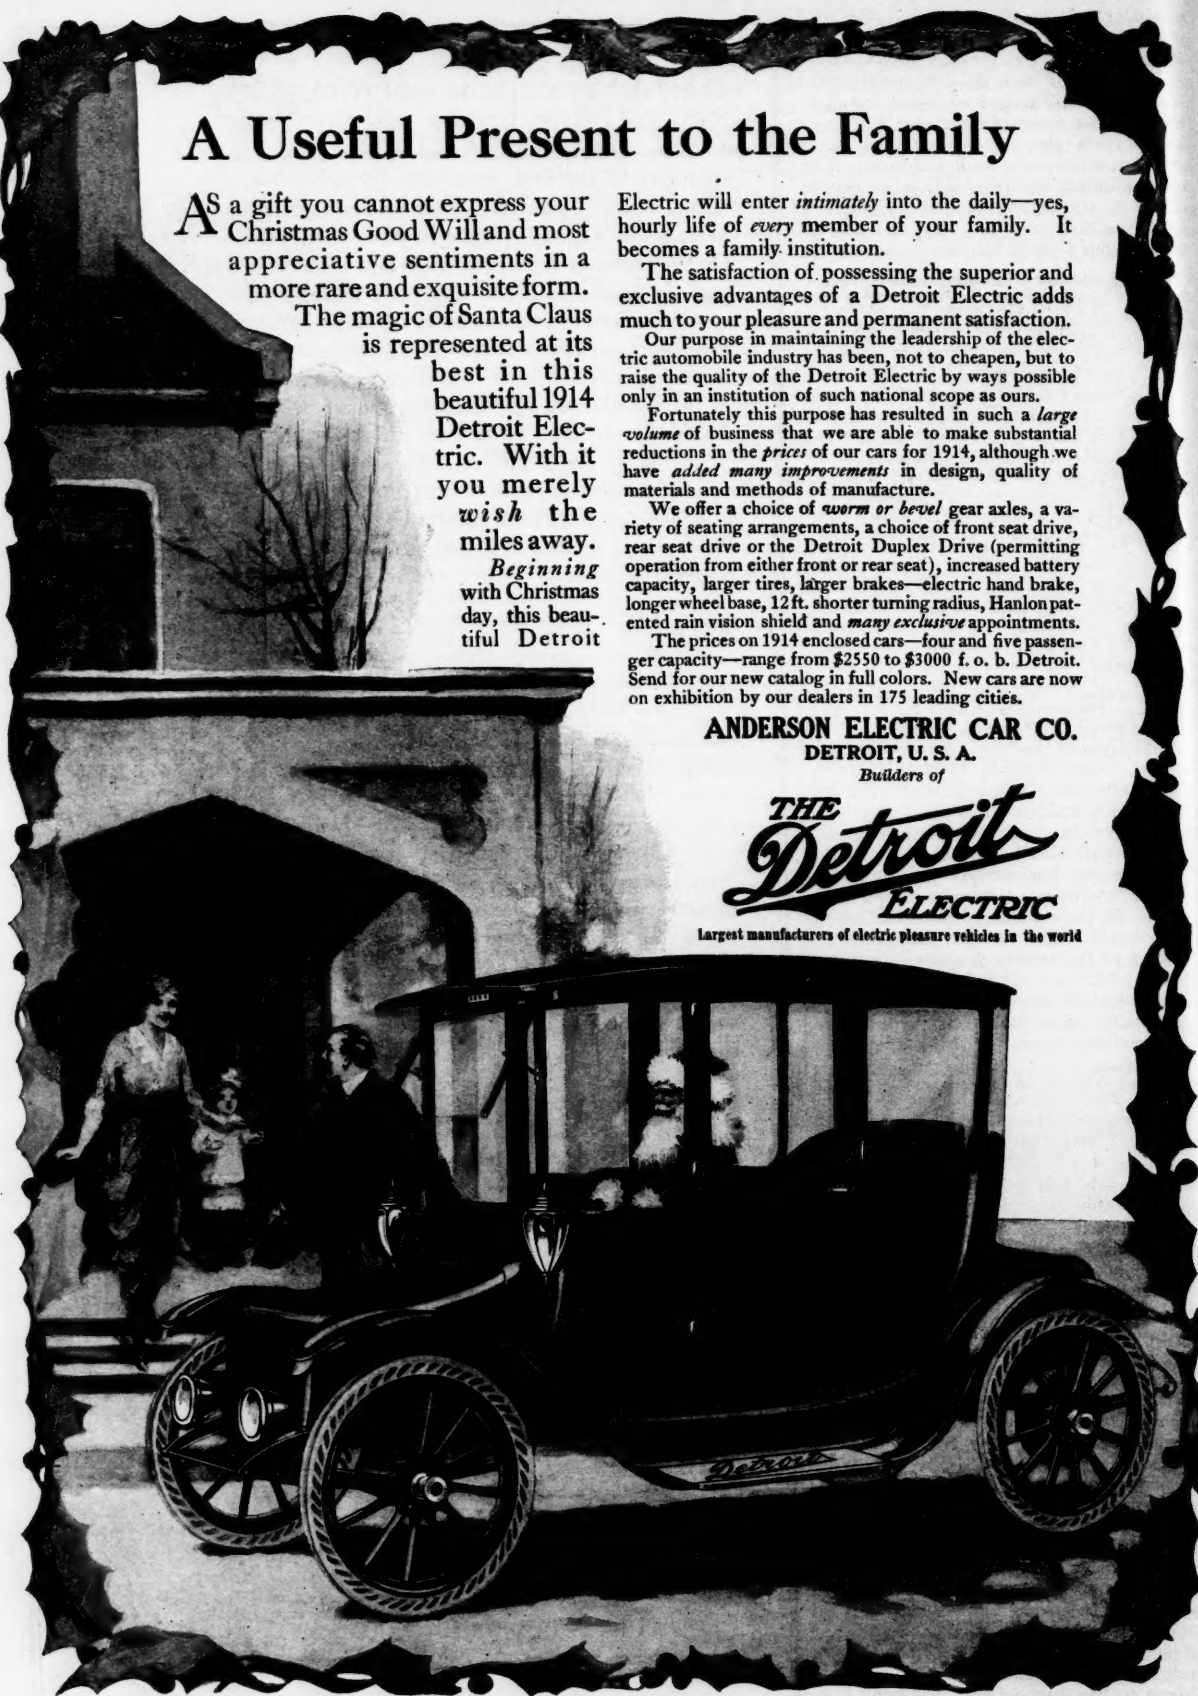 A Useful Present to the Family
AS a gift you cannot express your
Christmas Good Will and most
appreciative sentiments in a
more rare and exquisite form.
The magic of Santa Claus
is represented at its
best in this
beautiful 1914
Detroit Elec-
tric. With it
you merely
wish the
miles away.
Beginning
with Christmas
day, this beau-
tiful Detroit
Electric will enter intimately into the daily—yes,
hourly life of every member of your family. It
becomes a family institution.
The satisfaction of possessing the superior and
exclusive advantages of a Detroit Electric adds
much to your pleasure and permanent satisfaction.
Our purpose in maintaining the leadership of the elec-
tric automobile industry has been, not to cheapen, but to
raise the quality of the Detroit Electric by ways possible
only in an institution of such national scope as ours.
Fortunately this purpose has resulted in such a large
volume of business that we are able to make substantial
reductions in the prices of our cars for 1914, although we
have added many improvements in design, quality of
materials and methods of manufacture.
We offer a choice of worm or bevel gear axles, a va-
riety of seating arrangements, a choice of front seat drive,
rear seat drive or the Detroit Duplex Drive (permitting
operation from either front or rear seat), increased battery
capacity, larger tires, larger brakes—electric hand brake,
longer wheel base, 12 ft. shorter turning radius, Hanlon pat-
ented rain vision shield and many exclusive appointments.
The prices on 1914 enclosed cars—four and five passen-
ger capacity—range from $2550 to $3000 f. o. b. Detroit.
Send for our new catalog in full colors. New cars are now
on exhibition by our dealers in 175 leading cities.
ANDERSON ELECTRIC CAR CO.
DETROIT, U. S. A.
Builders of
THE
Detroit
ELECTRIC
Largest manufacturers of electric pleasure vehicles in the world
Detroit